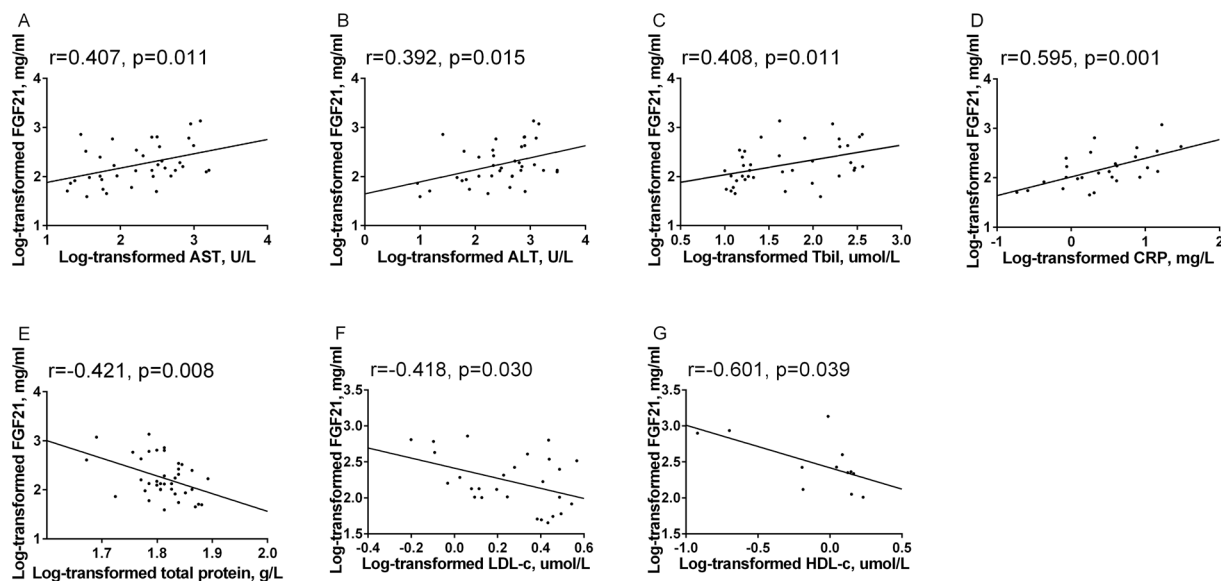 A
r=0.407, p=0.011
Log-transformed FGF21, mg/ml
4
3
2
1
1 2 3 4
Log-transformed AST, U/L
B
r=0.392, p=0.015
Log-transformed FGF21, mg/ml
4
3
2
1
0 1 2 3 4
Log-transformed ALT, U/L
C
r=0.408, p=0.011
Log-transformed FGF21, mg/ml
4
3
2
1
0.5 1.0 1.5 2.0 2.5 3.0
Log-transformed Tbil, umol/L
D
r=0.595, p=0.001
Log-transformed FGF21, mg/ml
4
3
2
1
-1 0 1 2
Log-transformed CRP, mg/L
E
r=-0.421, p=0.008
Log-transformed FGF21, mg/ml
4
3
2
1
1.7 1.8 1.9 2.0
Log-transformed total protein, g/L
F
r=-0.418, p=0.030
Log-transformed FGF21, mg/ml
3.5
3.0
2.5
2.0
1.5
-0.4 -0.2 0.0 0.2 0.4 0.6
Log-transformed LDL-c, umol/L
G
r=-0.601, p=0.039
Log-transformed FGF21, mg/ml
3.5
3.0
2.5
2.0
1.5
-1.0 -0.5 0.0 0.5
Log-transformed HDL-c, umol/L